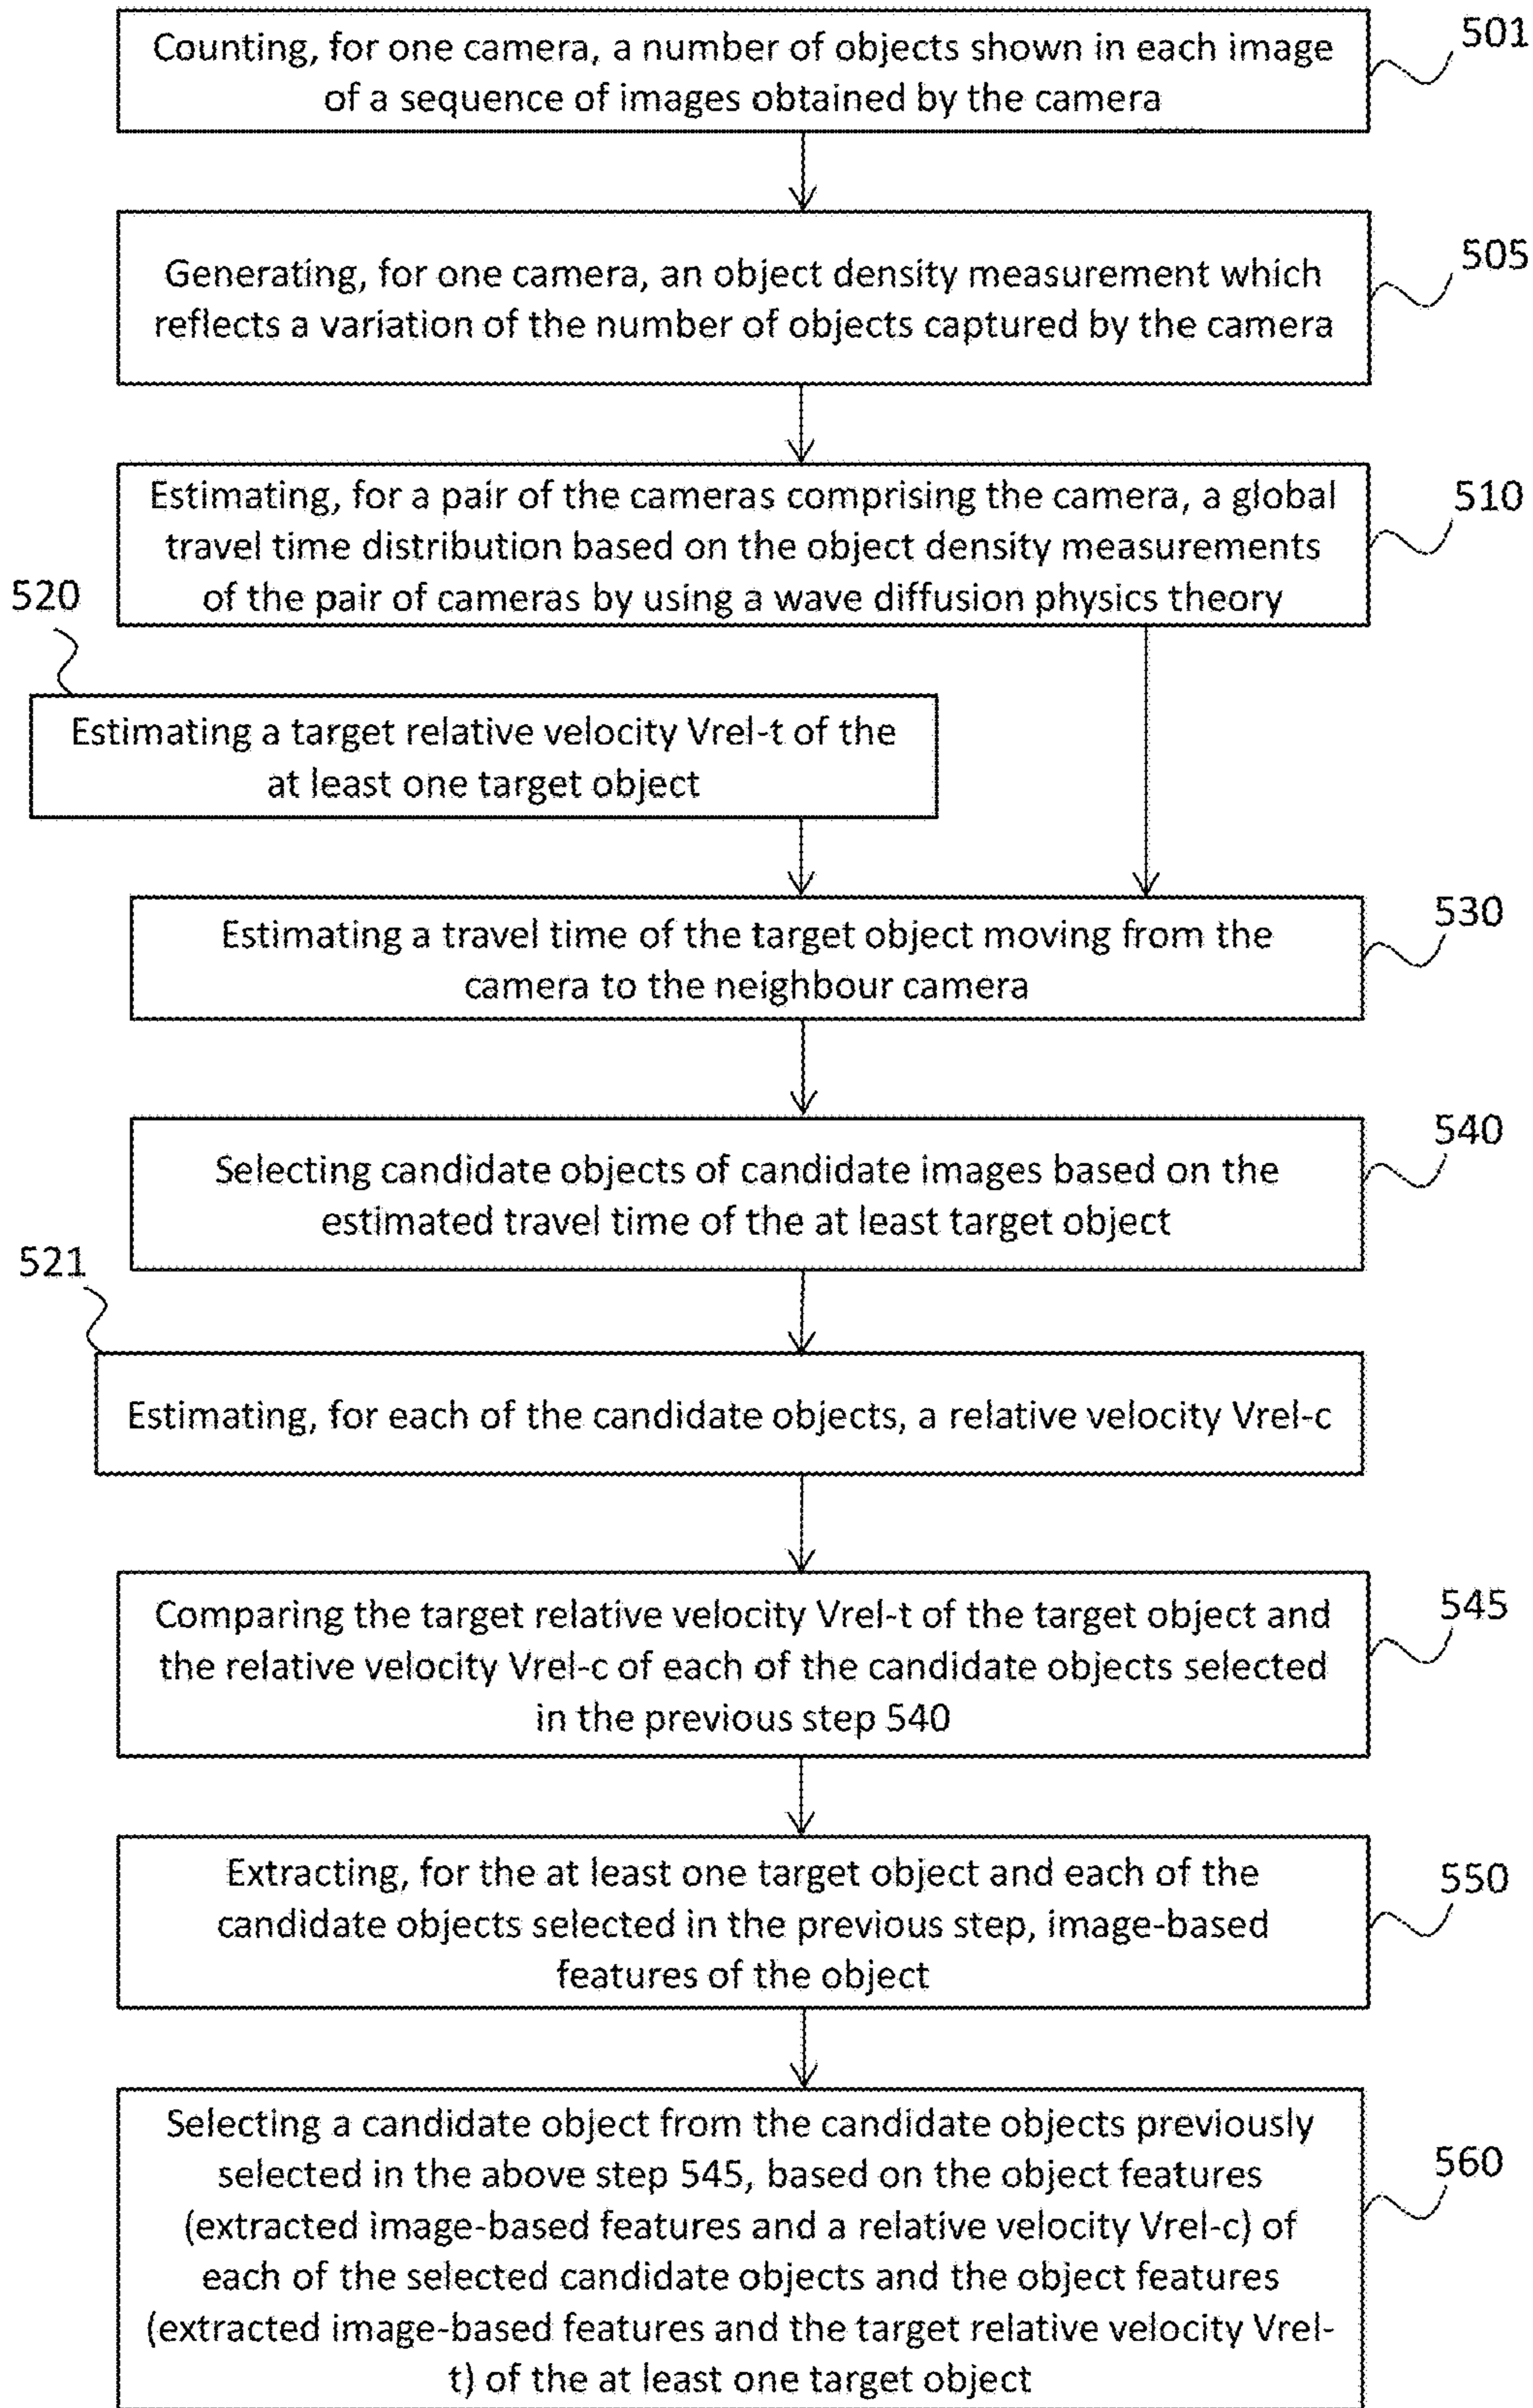 Counting, for one camera, a number of objects shown in each image
of a sequence of images obtained by the camera
501
Generating, for one camera, an object density measurement which
reflects a variation of the number of objects captured by the camera
505
Estimating, for a pair of the cameras comprising the camera, a global
travel time distribution based on the object density measurements
of the pair of cameras by using a wave diffusion physics theory
510
520
Estimating a target relative velocity Vrel-t of the
at least one target object
Estimating a travel time of the target object moving from the
camera to the neighbour camera
530
Selecting candidate objects of candidate images based on the
estimated travel time of the at least target object
540
521
Estimating, for each of the candidate objects, a relative velocity Vrel-c
Comparing the target relative velocity Vrel-t of the target object and
the relative velocity Vrel-c of each of the candidate objects selected
in the previous step 540
545
Extracting, for the at least one target object and each of the
candidate objects selected in the previous step, image-based
features of the object
550
Selecting a candidate object from the candidate objects previously
selected in the above step 545, based on the object features
(extracted image-based features and a relative velocity Vrel-c) of
each of the selected candidate objects and the object features
(extracted image-based features and the target relative velocity Vrel-
t) of the at least one target object
560